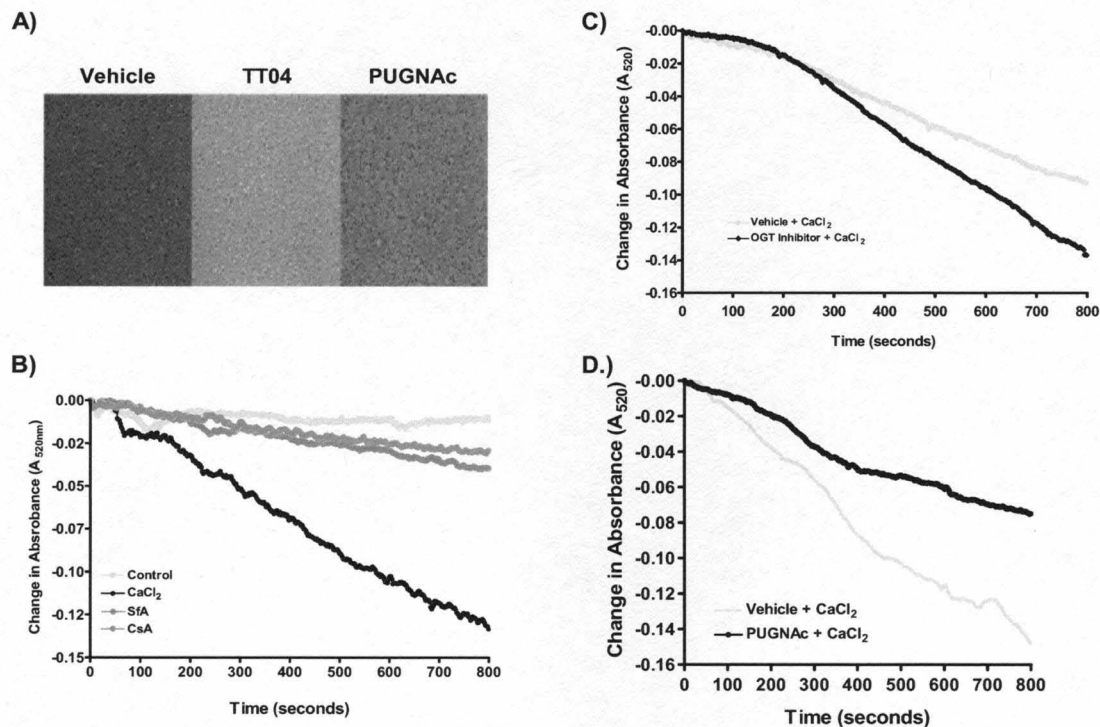 A)
Vehicle TT04 PUGNAc
B)
Change in Absrobance (A520nm)
0.00
-0.03
-0.05
-0.07
-0.10
-0.12
-0.15
Control
CaCl2
SfA
CsA
0 100 200 300 400 500 600 700 800
Time (seconds)
C)
Change in Absorbance (A520)
-0.00
-0.02
-0.04
-0.06
-0.08
-0.10
-0.12
-0.14
-0.16
Vehicle + CaCl2
OGT Inhibitor + CaCl2
0 100 200 300 400 500 600 700 800
Time (seconds)
D.)
Change in Absorbance (A520)
-0.00
-0.02
-0.04
-0.06
-0.08
-0.10
-0.12
-0.14
-0.16
Vehicle + CaCl2
PUGNAc + CaCl2
0 100 200 300 400 500 600 700 800
Time (seconds)